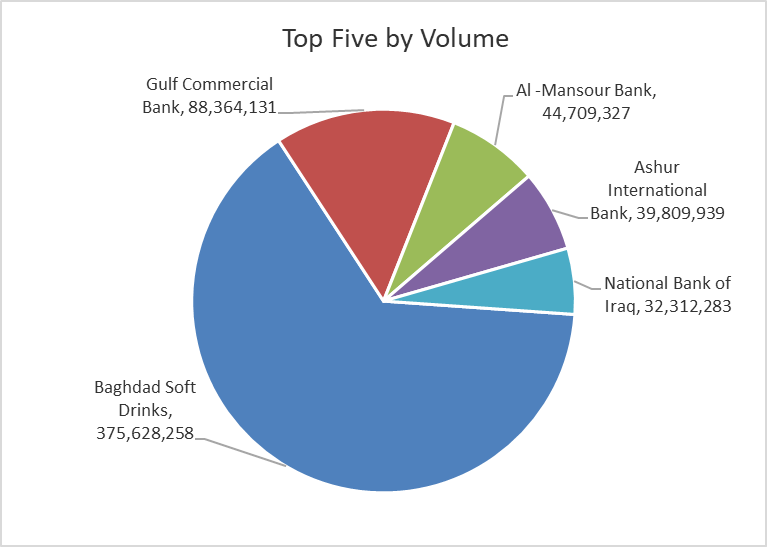 Top Five by Volume
Gulf Commercial
Bank, 88,364,131
Al -Mansour Bank,
44,709,327
Ashur
International
Bank, 39,809,939
National Bank of
Iraq, 32,312,283
Baghdad Soft
Drinks,
375,628,258